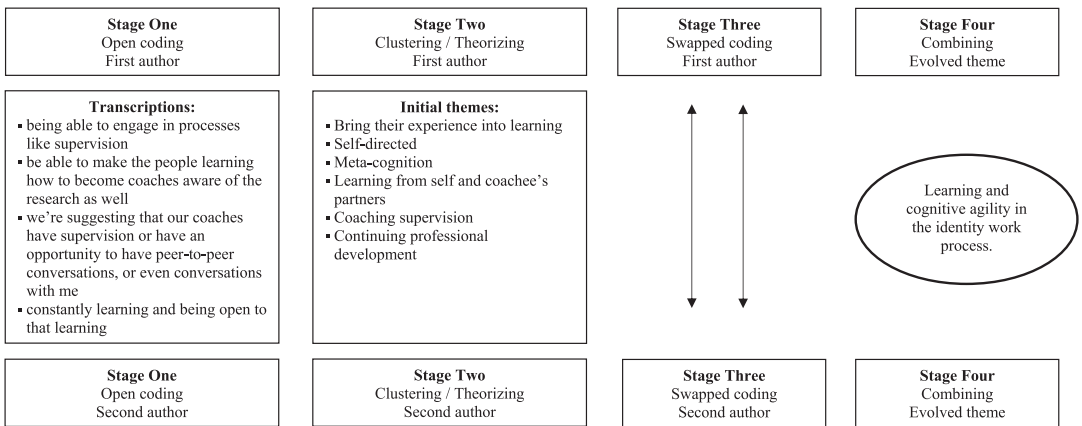 Stage One
Open coding
First author
Stage Two
Clustering / Theorizing
First author
Stage Three
Swapped coding
First author
Stage Four
Combining
Evolved theme
Transcriptions:
▪ being able to engage in processes
like supervision
▪ be able to make the people learning
how to become coaches aware of the
research as well
▪ we’re suggesting that our coaches
have supervision or have an
opportunity to have peer-to-peer
conversations, or even conversations
with me
▪ constantly learning and being open to
that learning
Initial themes:
▪ Bring their experience into learning
▪ Self-directed
▪ Meta-cognition
▪ Learning from self and coachee’s
partners
▪ Coaching supervision
▪ Continuing professional
development
Learning and
cognitive agility in
the identity work
process.
Stage One
Open coding
Second author
Stage Two
Clustering / Theorizing
Second author
Stage Three
Swapped coding
Second author
Stage Four
Combining
Evolved theme